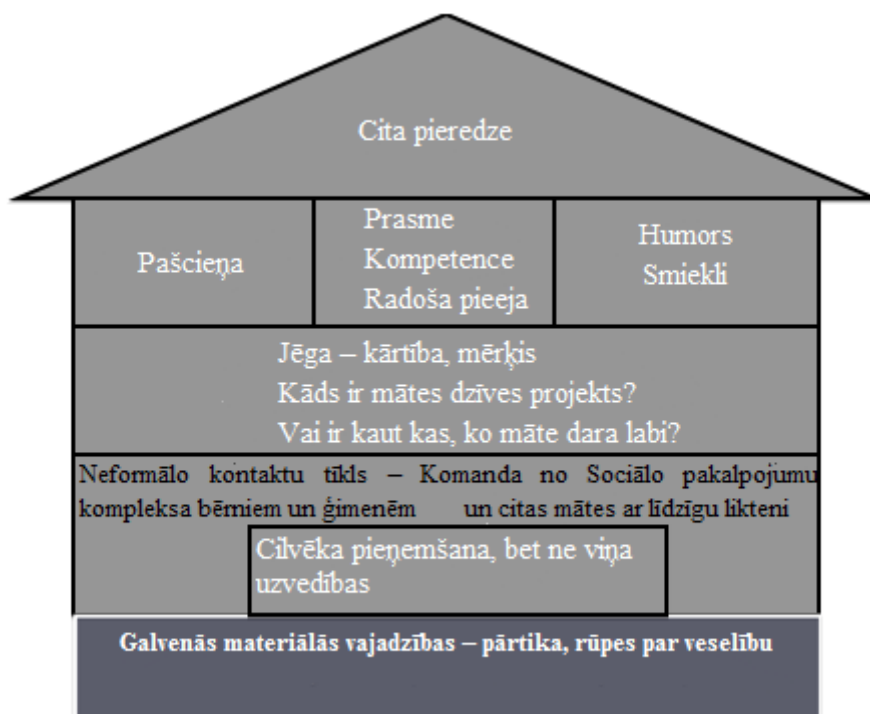 Cita pieredze
Pašcieņa
Prasme
Kompetence
Radoša pieeja
Humors
Smiekli
Jēga – kārtība, mērķis
Kāds ir mātes dzīves projekts?
Vai ir kaut kas, ko māte dara labi?
Neformālo kontaktu tīkls – Komanda no Sociālo pakalpojumu
kompleksa bērniem un ģimenēm un citas mātes ar līdzīgu likteni
Cilvēka pieņemšana, bet ne viņa
uzvedības
Galvenās materiālās vajadzības – pārtika, rūpes par veselību